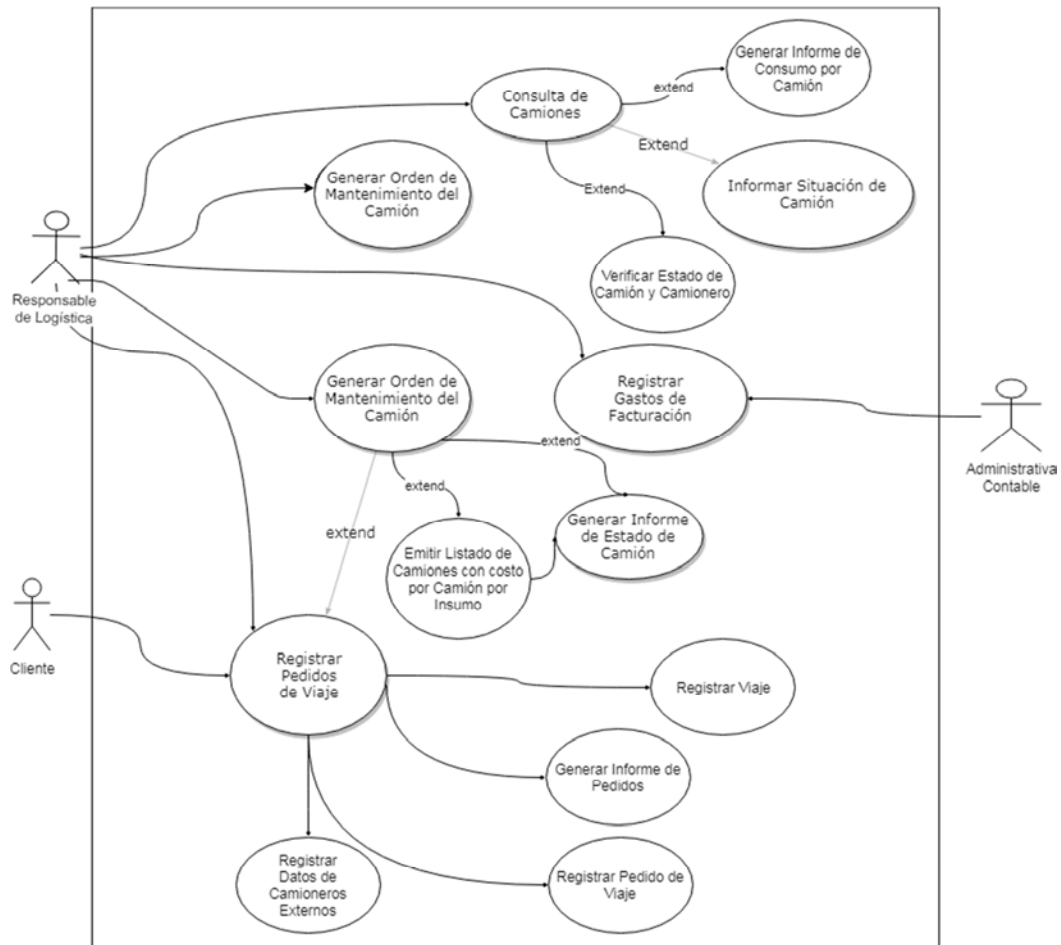 Generar Informe de
Consumo por
Camión
extend
Consulta de
Camiones
Extend
Informar Situación de
Camión
Generar Orden de
Mantenimiento del
Camión
Extend
Verificar Estado de
Camión y Camionero
Responsable
de Logística
Generar Orden de
Mantenimiento del
Camión
Registrar
Gastos de
Facturación
Administrativa
Contable
extend
extend
extend
Generar Informe
de Estado de
Camión
Emitir Listado de
Camiones con costo
por Camión por
Insumo
Cliente
Registrar
Pedidos
de Viaje
Registrar Viaje
Generar Informe de
Pedidos
Registrar
Datos de
Camioneros
Externos
Registrar Pedido de
Viaje